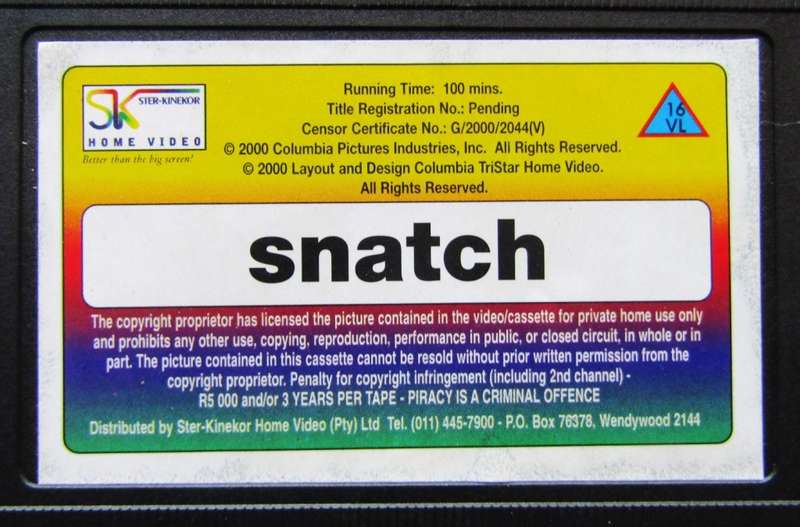 SK STER-KINEKOR
HOME VIDEO
Better than the big screen!
Running Time: 100 mins.
Title Registration No.: Pending
Censor Certificate No.: G/2000/2044(V)
© 2000 Columbia Pictures Industries, Inc. All Rights Reserved.
© 2000 Layout and Design Columbia TriStar Home Video.
All Rights Reserved.
16
VL
snatch
The copyright proprietor has licensed the picture contained in the video/cassette for private home use only
and prohibits any other use, copying, reproduction, performance in public, or closed circuit, in whole or in
part. The picture contained in this cassette cannot be resold without prior written permission from the
copyright proprietor. Penalty for copyright infringement (including 2nd channel) -
R5 000 and/or 3 YEARS PER TAPE - PIRACY IS A CRIMINAL OFFENCE
Distributed by Ster-Kinekor Home Video (Pty) Ltd Tel. (011) 445-7900 - P.O. Box 76378, Wendywood 2144